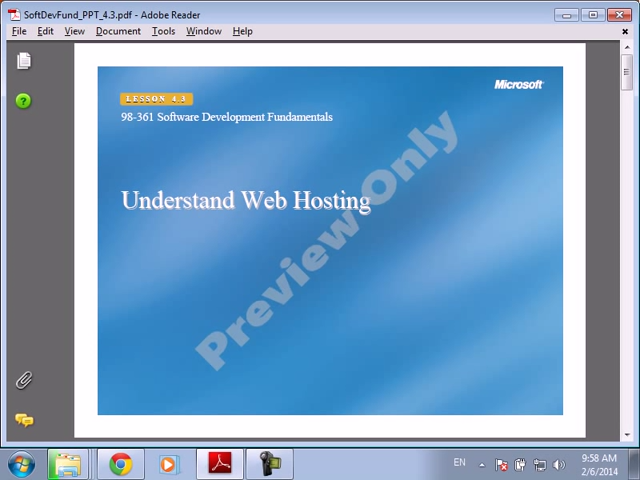 SoftDevFund_PPT_4.3.pdf - Adobe Reader
File Edit View Document Tools Window Help
Microsoft
LESSON 4.3
98-361 Software Development Fundamentals
Understand Web Hosting
Preview Only
EN
9:58 AM
2/6/2014